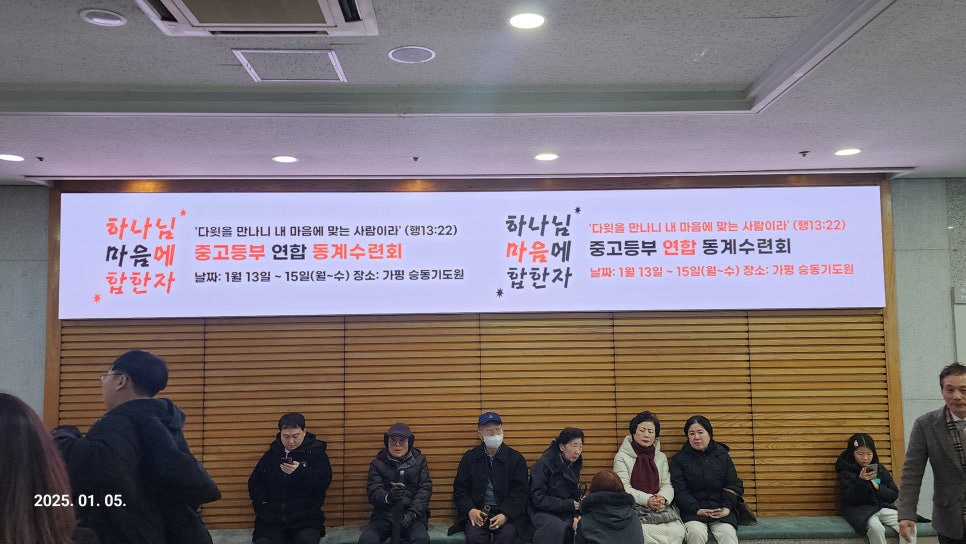 하나님
마음에
합한자
'다윗을 만나니 내 마음에 맞는 사람이라' (행13:22)
중고등부 연합 동계수련회
날짜: 1월 13일 ~ 15일(월~수) 장소: 가평 승동기도원
하나님
마음에
합한자
'다윗을 만나니 내 마음에 맞는 사람이라' (행13:22)
중고등부 연합 동계수련회
날짜: 1월 13일 ~ 15일(월~수) 장소: 가평 승동기도원
2025. 01. 05.